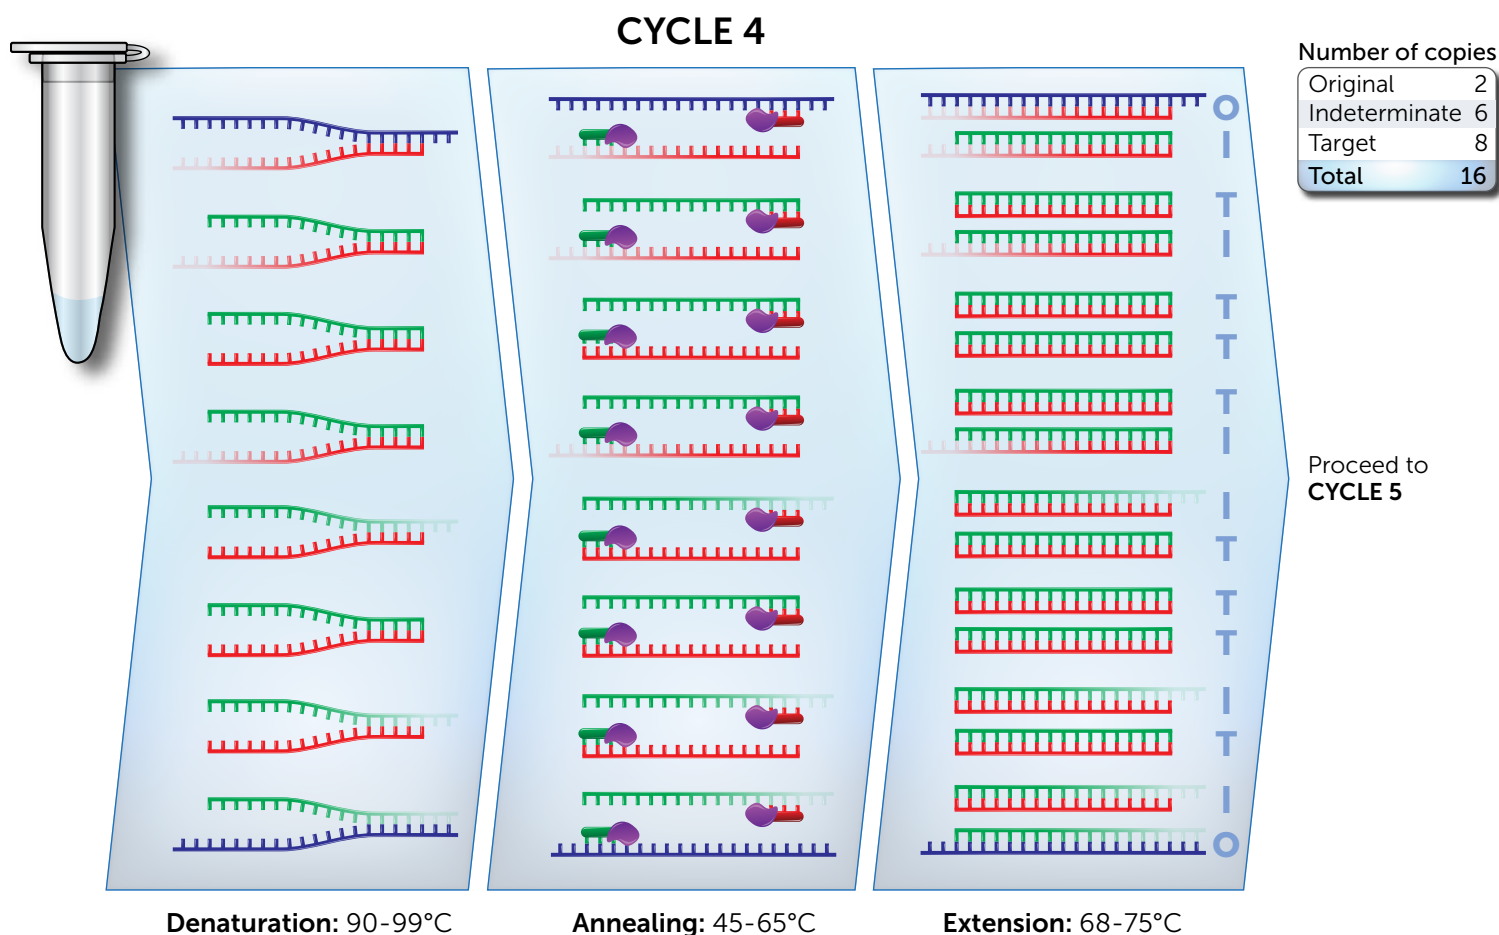 CYCLE 4
Number of copies
Original 2
Indeterminate 6
Target 8
Total 16
O
I
T
I
T
T
T
I
I
T
T
T
I
T
I
O
Proceed to
CYCLE 5
Denaturation: 90-99°C
Annealing: 45-65°C
Extension: 68-75°C